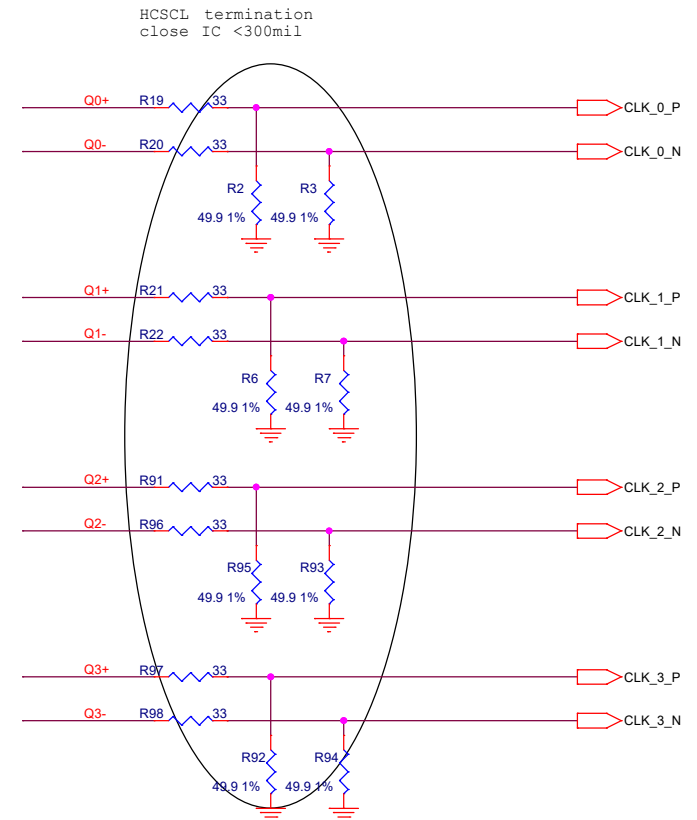 HCSCL termination
close IC <300mil
Q0+ R19 33 CLK_0_P
Q0- R20 33 CLK_0_N
R2 R3
49.9 1% 49.9 1%
Q1+ R21 33 CLK_1_P
Q1- R22 33 CLK_1_N
R6 R7
49.9 1% 49.9 1%
Q2+ R91 33 CLK_2_P
Q2- R96 33 CLK_2_N
R95 R93
49.9 1% 49.9 1%
Q3+ R97 33 CLK_3_P
Q3- R98 33 CLK_3_N
R92 R94
49.9 1% 49.9 1%